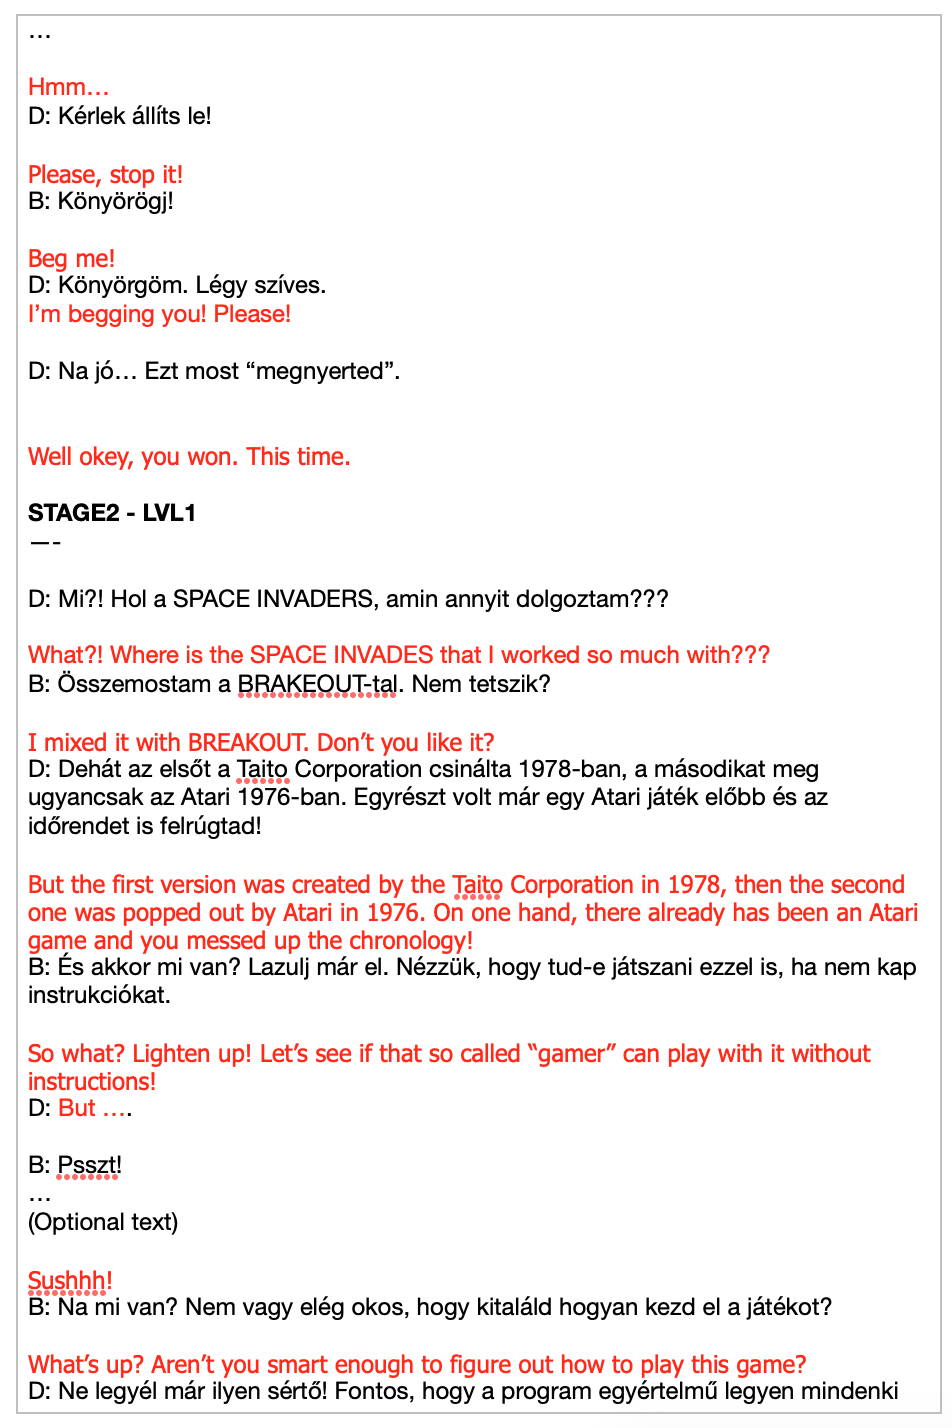 …
Hmm…
D: Kérlek állíts le!
Please, stop it!
B: Könyörögj!
Beg me!
D: Könyörgöm. Légy szíves.
I’m begging you! Please!
D: Na jó… Ezt most “megnyerted”.
Well okey, you won. This time.
STAGE2 - LVL1
—-
D: Mi?! Hol a SPACE INVADERS, amin annyit dolgoztam???
What?! Where is the SPACE INVADES that I worked so much with???
B: Összemostam a BRAKEOUT-tal. Nem tetszik?
I mixed it with BREAKOUT. Don’t you like it?
D: Dehát az elsőt a Taito Corporation csinálta 1978-ban, a másodikat meg
ugyancsak az Atari 1976-ban. Egyrészt volt már egy Atari játék előbb és az
időrendet is felrúgtad!
But the first version was created by the Taito Corporation in 1978, then the second
one was popped out by Atari in 1976. On one hand, there already has been an Atari
game and you messed up the chronology!
B: És akkor mi van? Lazulj már el. Nézzük, hogy tud-e játszani ezzel is, ha nem kap
instrukciókat.
So what? Lighten up! Let’s see if that so called “gamer” can play with it without
instructions!
D: But ….
B: Psszt!
…
(Optional text)
Sushhh!
B: Na mi van? Nem vagy elég okos, hogy kitaláld hogyan kezd el a játékot?
What’s up? Aren’t you smart enough to figure out how to play this game?
D: Ne legyél már ilyen sértő! Fontos, hogy a program egyértelmű legyen mindenki